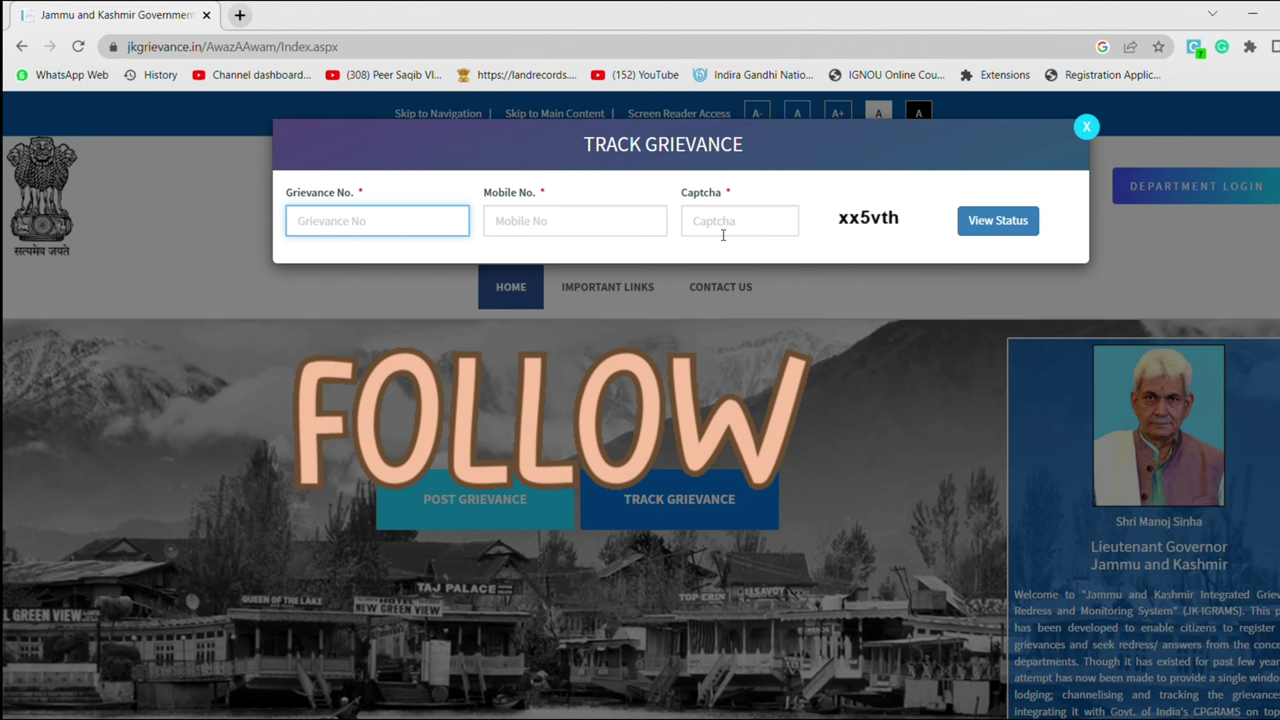 Jammu and Kashmir Government
jkgrievance.in/AwazAAwam/Index.aspx
WhatsApp Web
History
Channel dashboard...
(308) Peer Saqib VI...
https://landrecords....
(152) YouTube
Indira Gandhi Natio...
IGNOU Online Cou...
Extensions
Registration Applic...
Skip to Navigation |
Skip to Main Content |
Screen Reader Access
A-
A
A+
A
A
TRACK GRIEVANCE
X
Grievance No. *
Mobile No. *
Captcha *
Grievance No
Mobile No
Captcha
xx5vth
View Status
DEPARTMENT LOGIN
सत्यमेव जयते
HOME
IMPORTANT LINKS
CONTACT US
FOLLOW
POST GRIEVANCE
TRACK GRIEVANCE
Shri Manoj Sinha
Lieutenant Governor
Jammu and Kashmir
Welcome to "Jammu and Kashmir Integrated Griev
Redress and Monitoring System" (JK-IGRAMS). This p
has been developed to enable citizens to register
grievances and seek redress/ answers from the conce
departments. Though it has existed for past few year
attempt has now been made to provide a single windo
lodging; channelising and tracking the grievances
integrating it with Govt. of India's CPGRAMS on top
TAJ PALACE
QUEEN OF THE LAKE
NEW GREEN VIEW
L GREEN VIEW
TOP ERIN
SAVOY